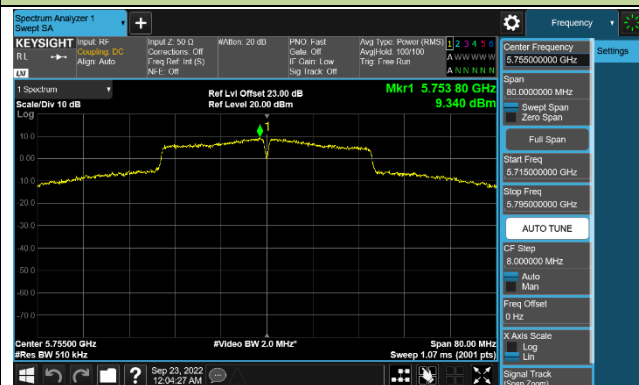 Spectrum Analyzer 1
Swept SA
+
Frequency
KEYSIGHT
RL
LXI
Input: RF
Coupling: DC
Align: Auto
Input Z: 50 Ω
Corrections: Off
Freq Ref: Int (S)
NFE: Off
#Atten: 20 dB
PNO: Fast
Gate: Off
IF Gain: Low
Sig Track: Off
Avg Type: Power (RMS)
Avg|Hold: 100/100
Trig: Free Run
1 2 3 4 5 6
A W W W W W
A N N N N N
1 Spectrum
Scale/Div 10 dB
Log
Ref Lvl Offset 23.00 dB
Ref Level 20.00 dBm
Mkr1 5.753 80 GHz
9.340 dBm
1
10.0
0.00
-10.0
-20.0
-30.0
-40.0
-50.0
-60.0
-70.0
Center 5.75500 GHz
#Res BW 510 kHz
#Video BW 2.0 MHz*
Span 80.00 MHz
Sweep 1.07 ms (2001 pts)
Sep 23, 2022
12:04:27 AM
?
Center Frequency
5.755000000 GHz
Settings
Span
80.0000000 MHz
Swept Span
Zero Span
Full Span
Start Freq
5.715000000 GHz
Stop Freq
5.795000000 GHz
AUTO TUNE
CF Step
8.000000 MHz
Auto
Man
Freq Offset
0 Hz
X Axis Scale
Log
Lin
Signal Track
(Span Zoom)